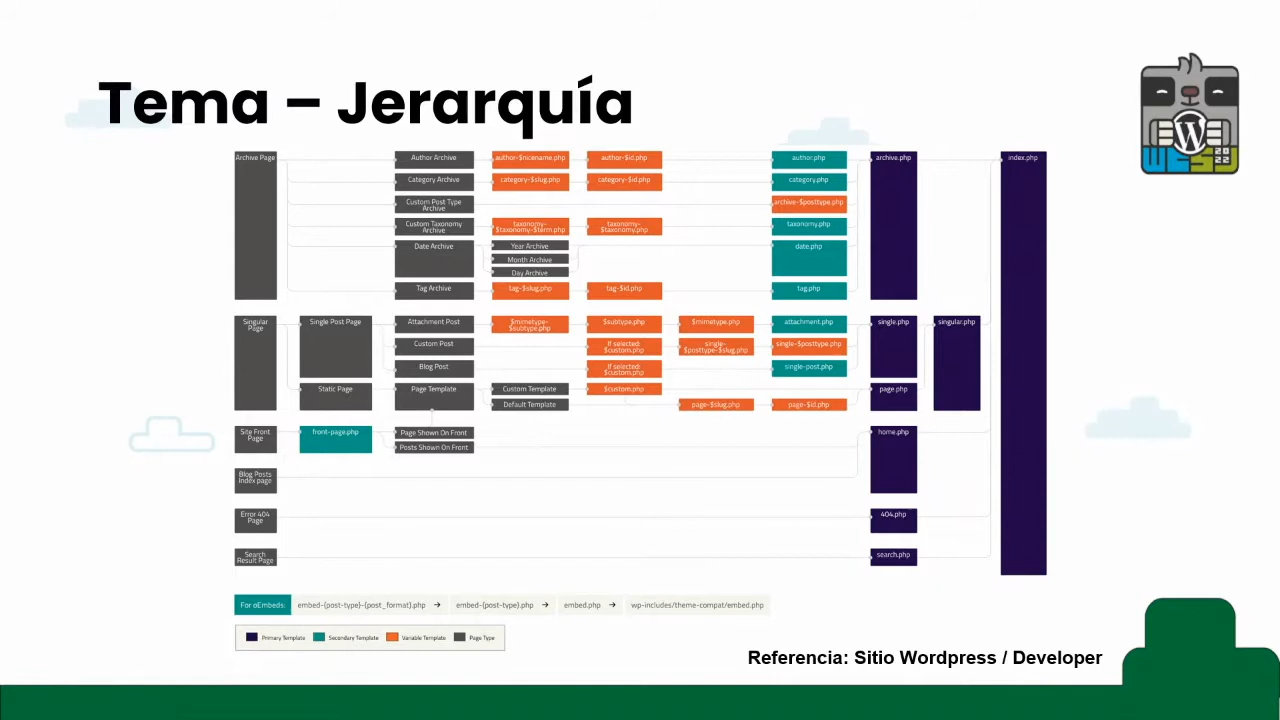 Tema – Jerarquía
Archive Page
Author Archive
author-$nicename.php
author-$id.php
author.php
archive.php
index.php
Category Archive
category-$slug.php
category-$id.php
category.php
Custom Post Type
Archive
archive-$posttype.php
Custom Taxonomy
Archive
taxonomy-
$taxonomy-$term.php
taxonomy-
$taxonomy.php
taxonomy.php
Date Archive
Year Archive
Month Archive
Day Archive
date.php
Tag Archive
tag-$slug.php
tag-$id.php
tag.php
Singular
Page
Single Post Page
Attachment Post
$mimetype-
$subtype.php
$subtype.php
$mimetype.php
attachment.php
single.php
singular.php
Custom Post
If selected:
$custom.php
single-
$posttype-$slug.php
single-$posttype.php
Blog Post
If selected:
$custom.php
single-post.php
Static Page
Page Template
Custom Template
$custom.php
page.php
Default Template
page-$slug.php
page-$id.php
Site Front
Page
front-page.php
Page Shown On Front
Posts Shown On Front
home.php
Blog Posts
Index page
Error 404
Page
404.php
Search
Result Page
search.php
For oEmbeds:
embed-{post-type}-{post_format}.php → embed-{post-type}.php → embed.php → wp-includes/theme-compat/embed.php
Primary Template
Secondary Template
Variable Template
Page Type
Referencia: Sitio Wordpress / Developer